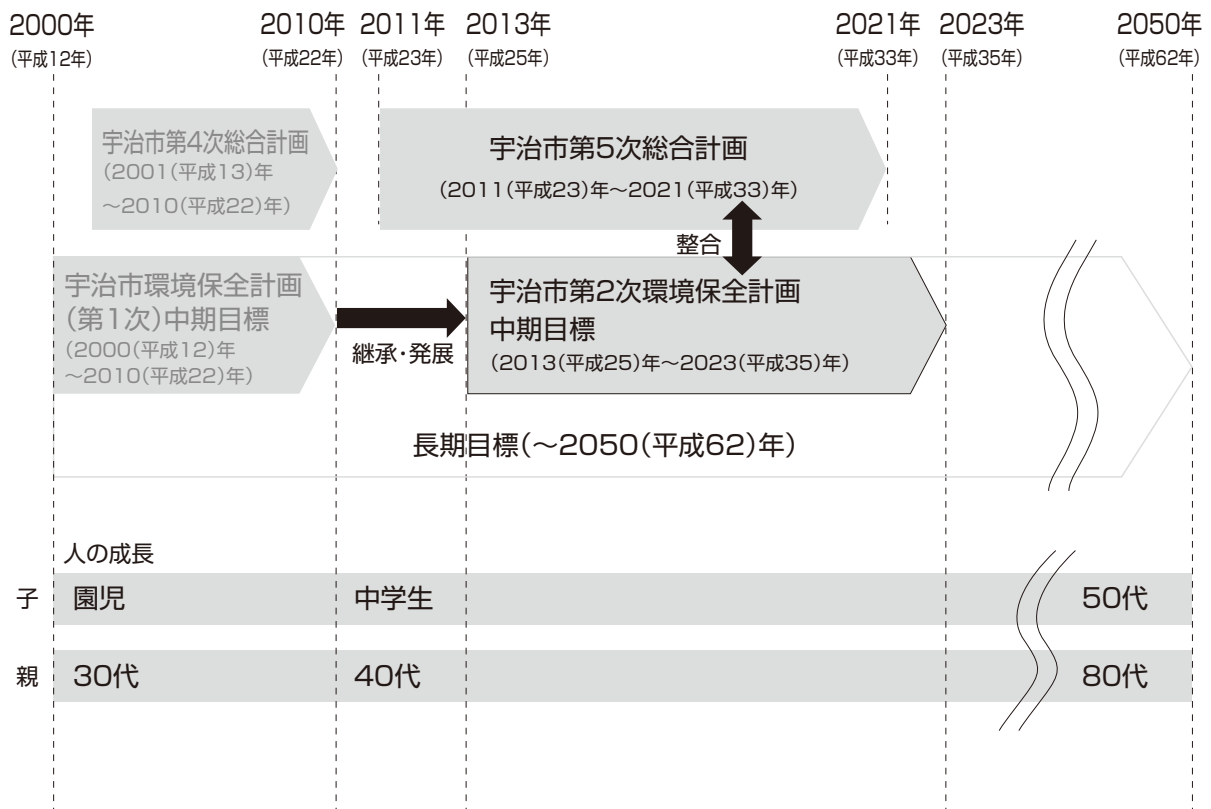 2000年 2010年 2011年 2013年 2021年 2023年 2050年
(平成12年) (平成22年) (平成23年) (平成25年) (平成33年) (平成35年) (平成62年)
宇治市第4次総合計画
(2001(平成13)年
～2010(平成22)年)
宇治市第5次総合計画
(2011(平成23)年～2021(平成33)年)
整合
宇治市環境保全計画
(第1次)中期目標
(2000(平成12)年
～2010(平成22)年)
継承・発展
宇治市第2次環境保全計画
中期目標
(2013(平成25)年～2023(平成35)年)
長期目標(～2050(平成62)年)
人の成長
子 園児 中学生 50代
親 30代 40代 80代